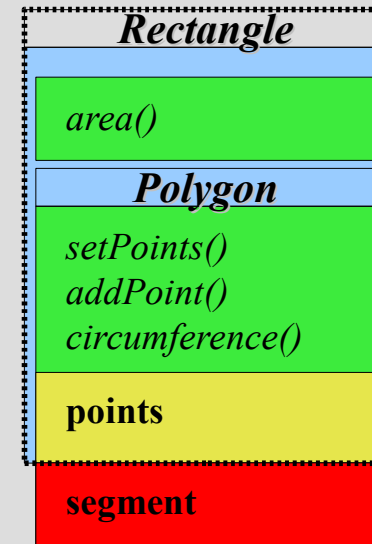 Rectangle
area()
Polygon
setPoints()
addPoint()
circumference()
points
segment